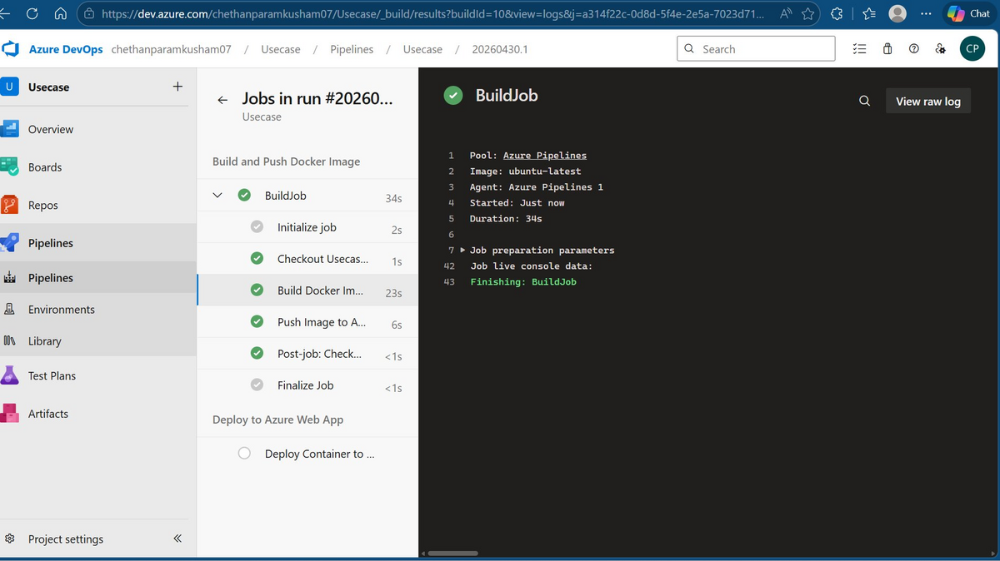 https://dev.azure.com/chethanparamkusham07/Usecase/_build/results?buildId=10&view=logs&j=a314f22c-0d8d-5f4e-2e5a-7023d71...
Chat
Azure DevOps chethanparamkusham07 / Usecase / Pipelines / Usecase / 20260430.1
Search
CP
U Usecase +
Overview
Boards
Repos
Pipelines
Pipelines
Environments
Library
Test Plans
Artifacts
Project settings
Jobs in run #20260...
Usecase
Build and Push Docker Image
BuildJob 34s
Initialize job 2s
Checkout Usecas... 1s
Build Docker Im... 23s
Push Image to A... 6s
Post-job: Check... <1s
Finalize Job <1s
Deploy to Azure Web App
Deploy Container to ...
BuildJob
View raw log
1 Pool: Azure Pipelines
2 Image: ubuntu-latest
3 Agent: Azure Pipelines 1
4 Started: Just now
5 Duration: 34s
6
7 Job preparation parameters
42 Job live console data:
43 Finishing: BuildJob